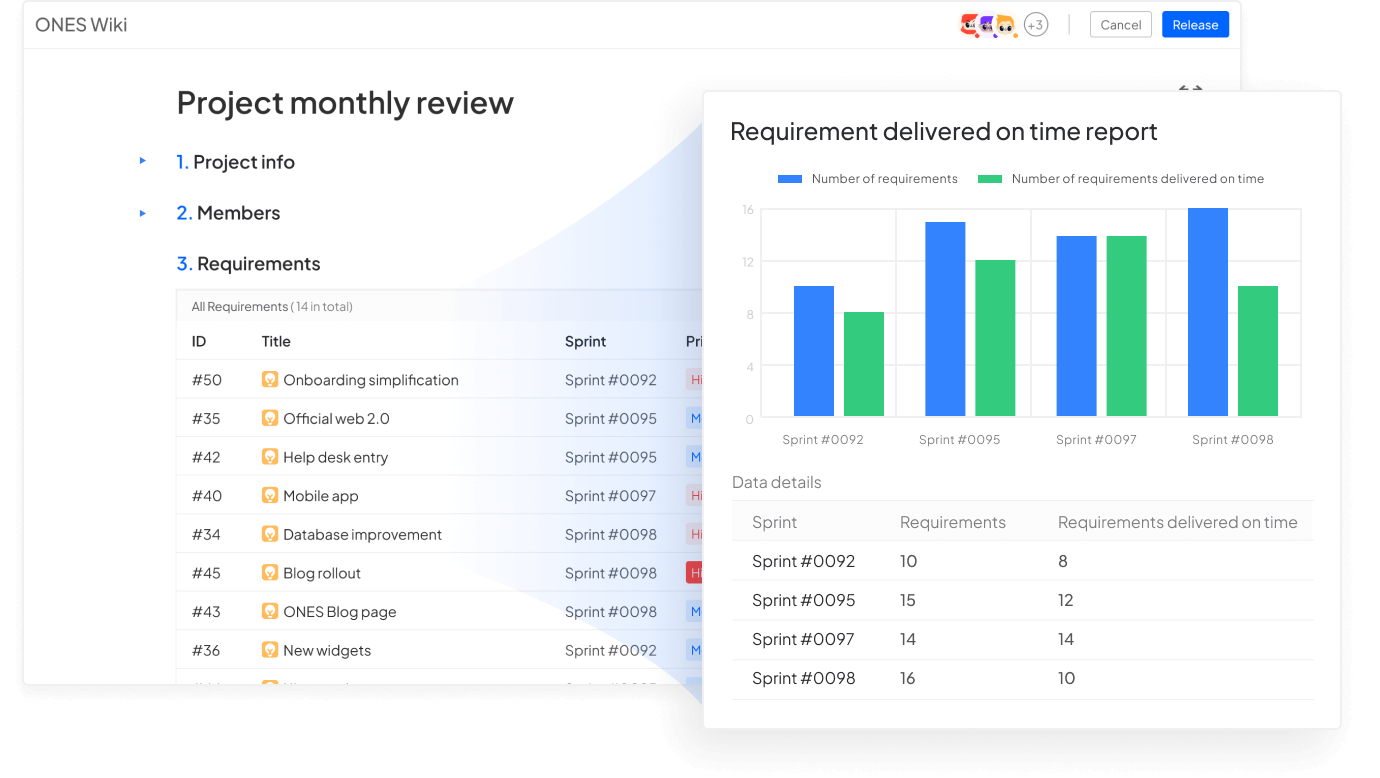 ONES Wiki
+3
Cancel
Release
Project monthly review
1. Project info
2. Members
3. Requirements
All Requirements ( 14 in total)
ID Title Sprint
#50 Onboarding simplification Sprint #0092
#35 Official web 2.0 Sprint #0095
#42 Help desk entry Sprint #0095
#40 Mobile app Sprint #0097
#34 Database improvement Sprint #0098
#45 Blog rollout Sprint #0098
#43 ONES Blog page Sprint #0098
#36 New widgets Sprint #0092
Requirement delivered on time report
Number of requirements
Number of requirements delivered on time
16
12
8
4
0
Sprint #0092 Sprint #0095 Sprint #0097 Sprint #0098
Data details
Sprint Requirements Requirements delivered on time
Sprint #0092 10 8
Sprint #0095 15 12
Sprint #0097 14 14
Sprint #0098 16 10